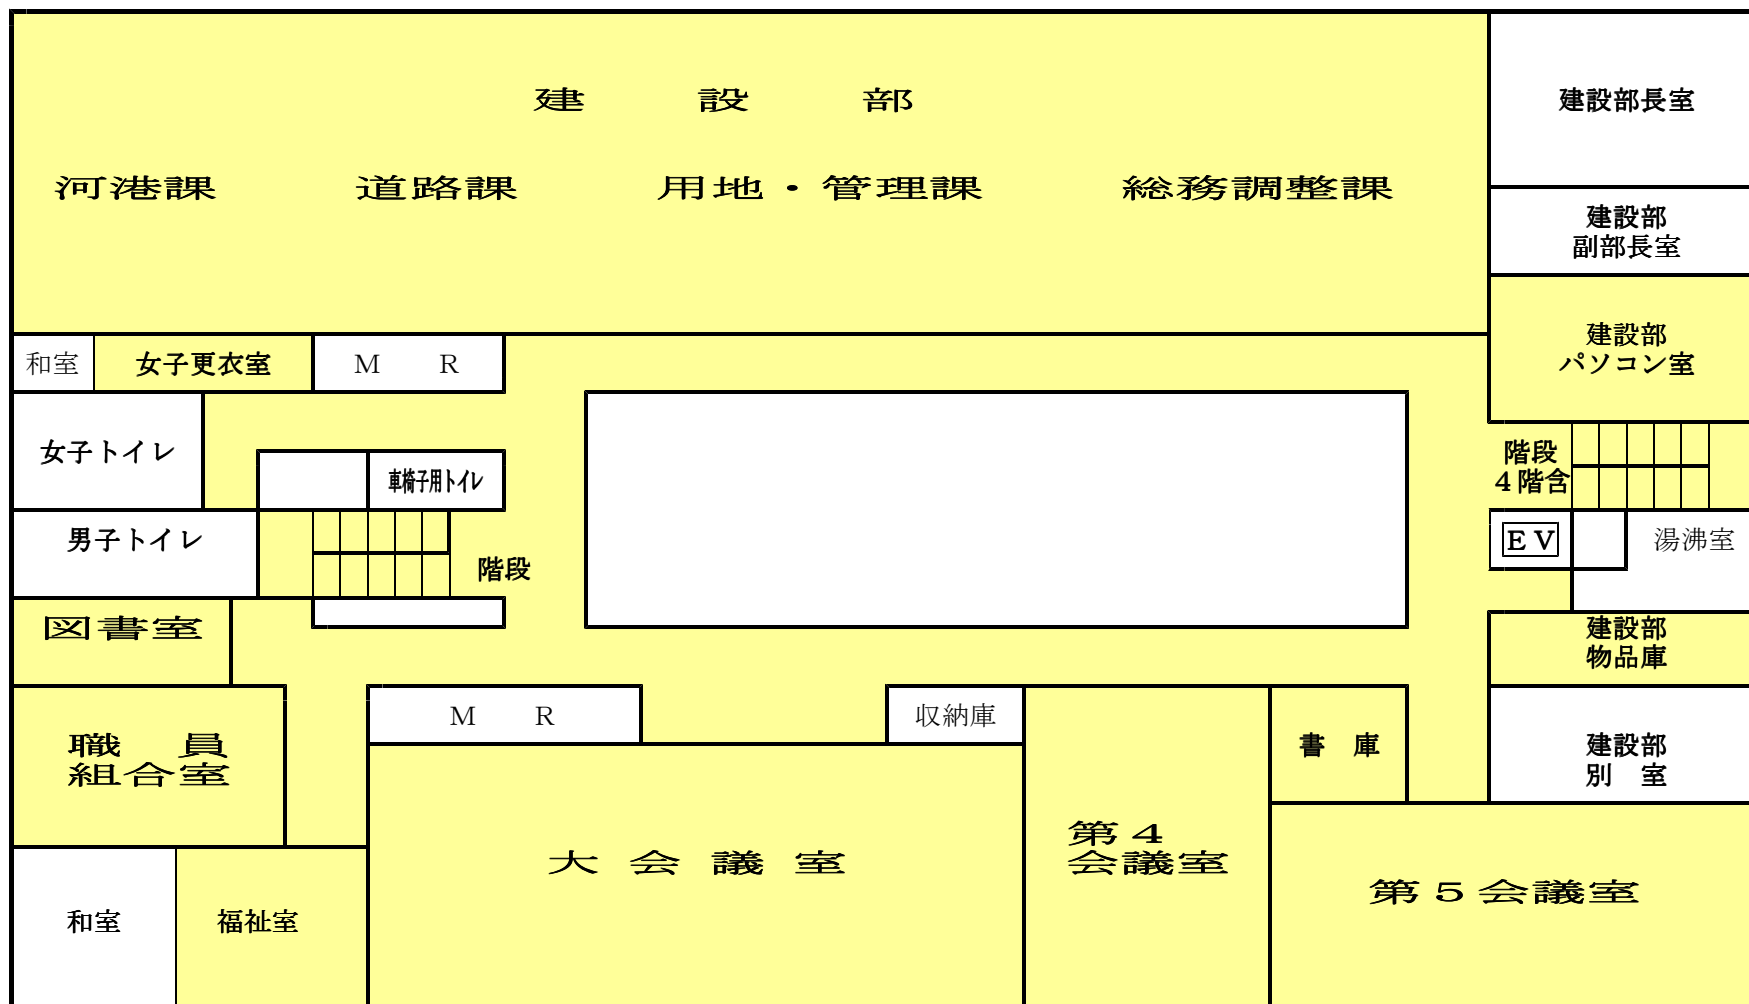 建　設　部
建設部長室
河港課　道路課　用地・管理課　総務調整課
建設部
副部長室
建設部
パソコン室
和室
女子更衣室
Ｍ　Ｒ
女子トイレ
車椅子用トイレ
階段
４階含
男子トイレ
階段
ＥＶ
湯沸室
図書室
建設部
物品庫
職　員
組合室
Ｍ　Ｒ
収納庫
書　庫
建設部
別　室
大 会 議 室
第４
会議室
第５会議室
和室
福祉室